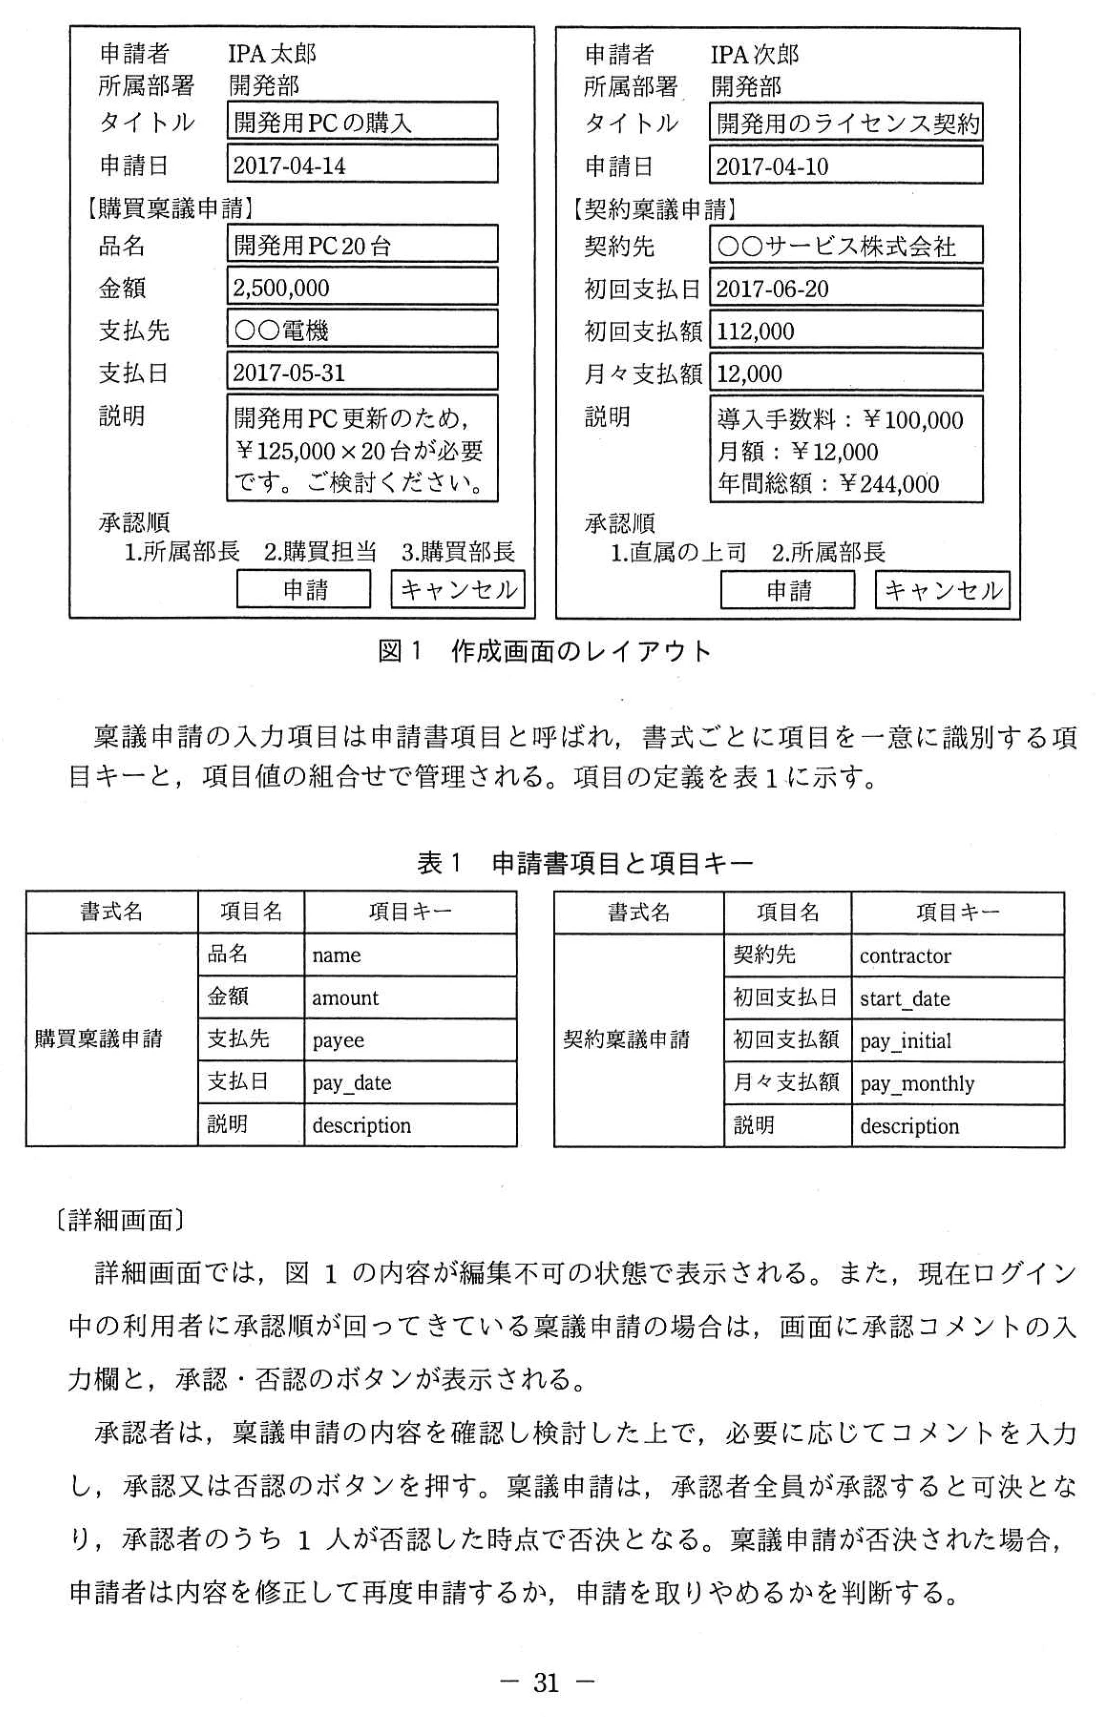 申請者 IPA 太郎
所属部署 開発部
タイトル 開発用 PC の購入
申請日 2017-04-14
【購買稟議申請】
品名 開発用 PC 20 台
金額 2,500,000
支払先 〇〇電機
支払日 2017-05-31
説明 開発用 PC 更新のため，
￥125,000×20 台が必要
です。ご検討ください。
承認順
1.所属部長 2.購買担当 3.購買部長
申請 キャンセル
申請者 IPA 次郎
所属部署 開発部
タイトル 開発用のライセンス契約
申請日 2017-04-10
【契約稟議申請】
契約先 〇〇サービス株式会社
初回支払日 2017-06-20
初回支払額 112,000
月々支払額 12,000
説明 導入手数料：￥100,000
月額：￥12,000
年間総額：￥244,000
承認順
1.直属の上司 2.所属部長
申請 キャンセル
図 1 作成画面のレイアウト
稟議申請の入力項目は申請書項目と呼ばれ，書式ごとに項目を一意に識別する項
目キーと，項目値の組合せで管理される。項目の定義を表 1 に示す。
表 1 申請書項目と項目キー
書式名 項目名 項目キー
購買稟議申請
品名 name
金額 amount
支払先 payee
支払日 pay_date
説明 description
書式名 項目名 項目キー
契約稟議申請
契約先 contractor
初回支払日 start_date
初回支払額 pay_initial
月々支払額 pay_monthly
説明 description
〔詳細画面〕
詳細画面では，図 1 の内容が編集不可の状態で表示される。また，現在ログイン
中の利用者に承認順が回ってきている稟議申請の場合は，画面に承認コメントの入
力欄と，承認・否認のボタンが表示される。
承認者は，稟議申請の内容を確認し検討した上で，必要に応じてコメントを入力
し，承認又は否認のボタンを押す。稟議申請は，承認者全員が承認すると可決とな
り，承認者のうち 1 人が否認した時点で否決となる。稟議申請が否決された場合，
申請者は内容を修正して再度申請するか，申請を取りやめるかを判断する。
－ 31 －